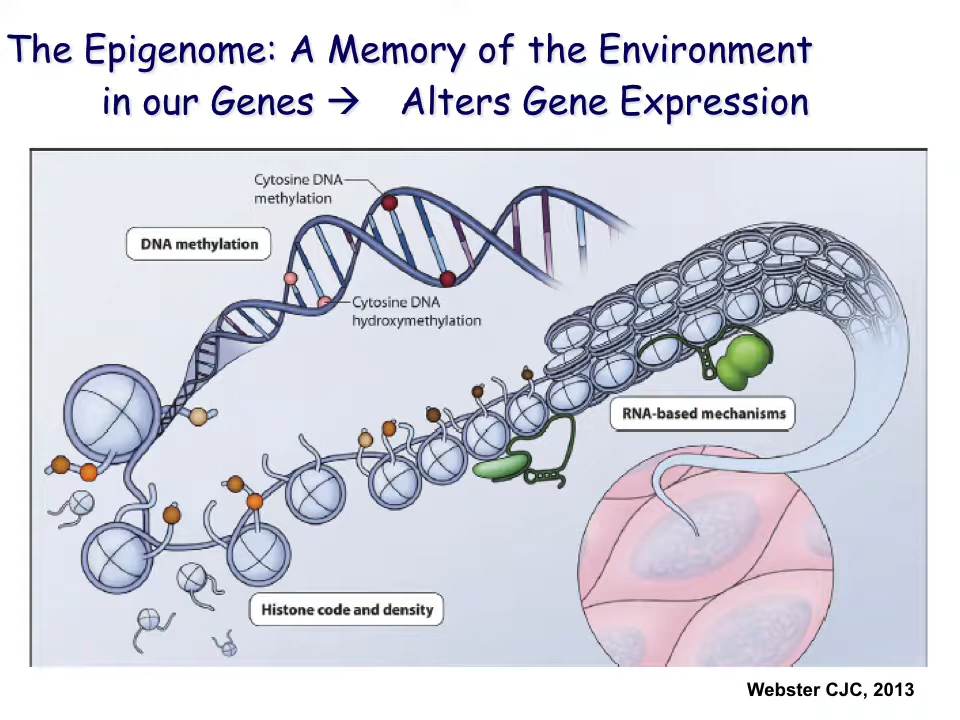 The Epigenome: A Memory of the Environment
in our Genes → Alters Gene Expression
Cytosine DNA
methylation
DNA methylation
Cytosine DNA
hydroxymethylation
RNA-based mechanisms
Histone code and density
Webster CJC, 2013